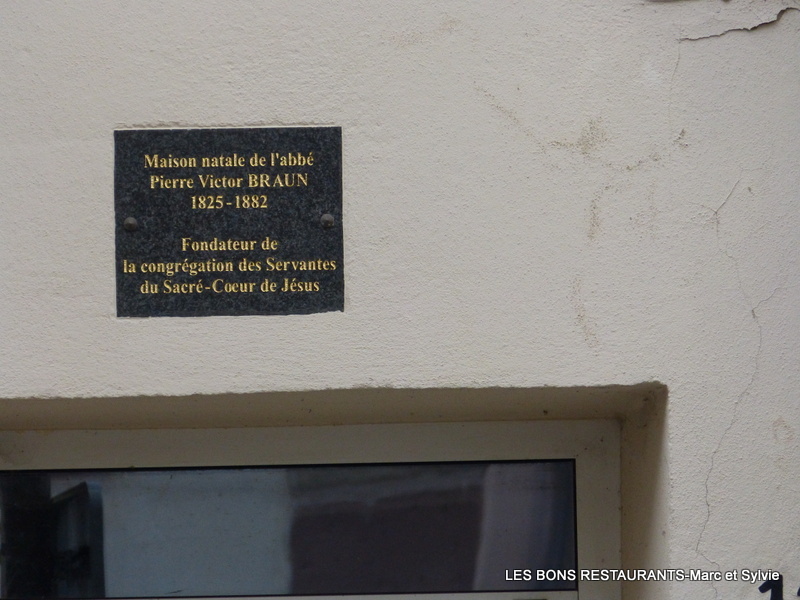 Maison natale de l'abbé
Pierre Victor BRAUN
1825-1882
Fondateur de
la congrégation des Servantes
du Sacré-Coeur de Jésus
LES BONS RESTAURANTS-Marc et Sylvie